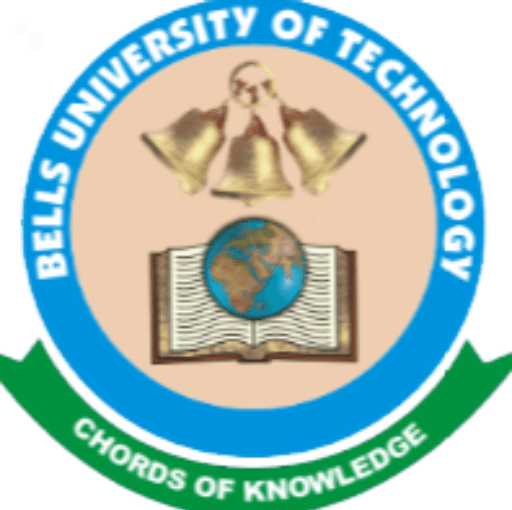 BELLS UNIVERSITY OF TECHNOLOGY
CHORDS OF KNOWLEDGE